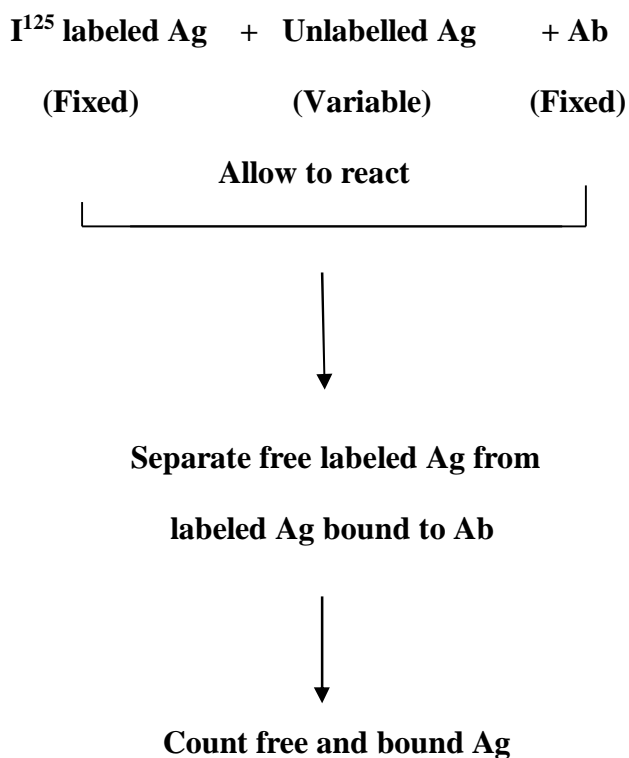 I¹²⁵ labeled Ag + Unlabelled Ag + Ab
(Fixed) (Variable) (Fixed)
Allow to react
Separate free labeled Ag from
labeled Ag bound to Ab
Count free and bound Ag